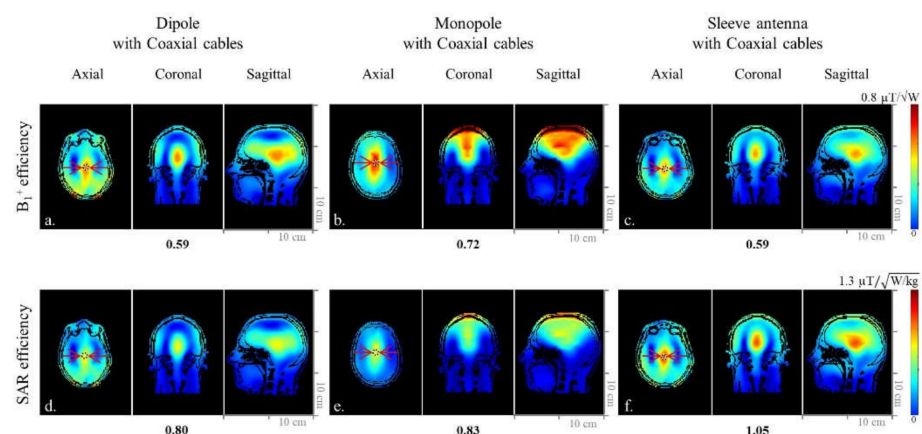 Dipole
with Coaxial cables
Monopole
with Coaxial cables
Sleeve antenna
with Coaxial cables
Axial Coronal Sagittal Axial Coronal Sagittal Axial Coronal Sagittal
0.8 µT/√W
B₁⁺ efficiency
a.
b.
c.
10 cm
10 cm
10 cm
10 cm
10 cm
10 cm
0
0.59
0.72
0.59
1.3 µT/√W/kg
SAR efficiency
d.
e.
f.
10 cm
10 cm
10 cm
10 cm
10 cm
10 cm
0
0.80
0.83
1.05